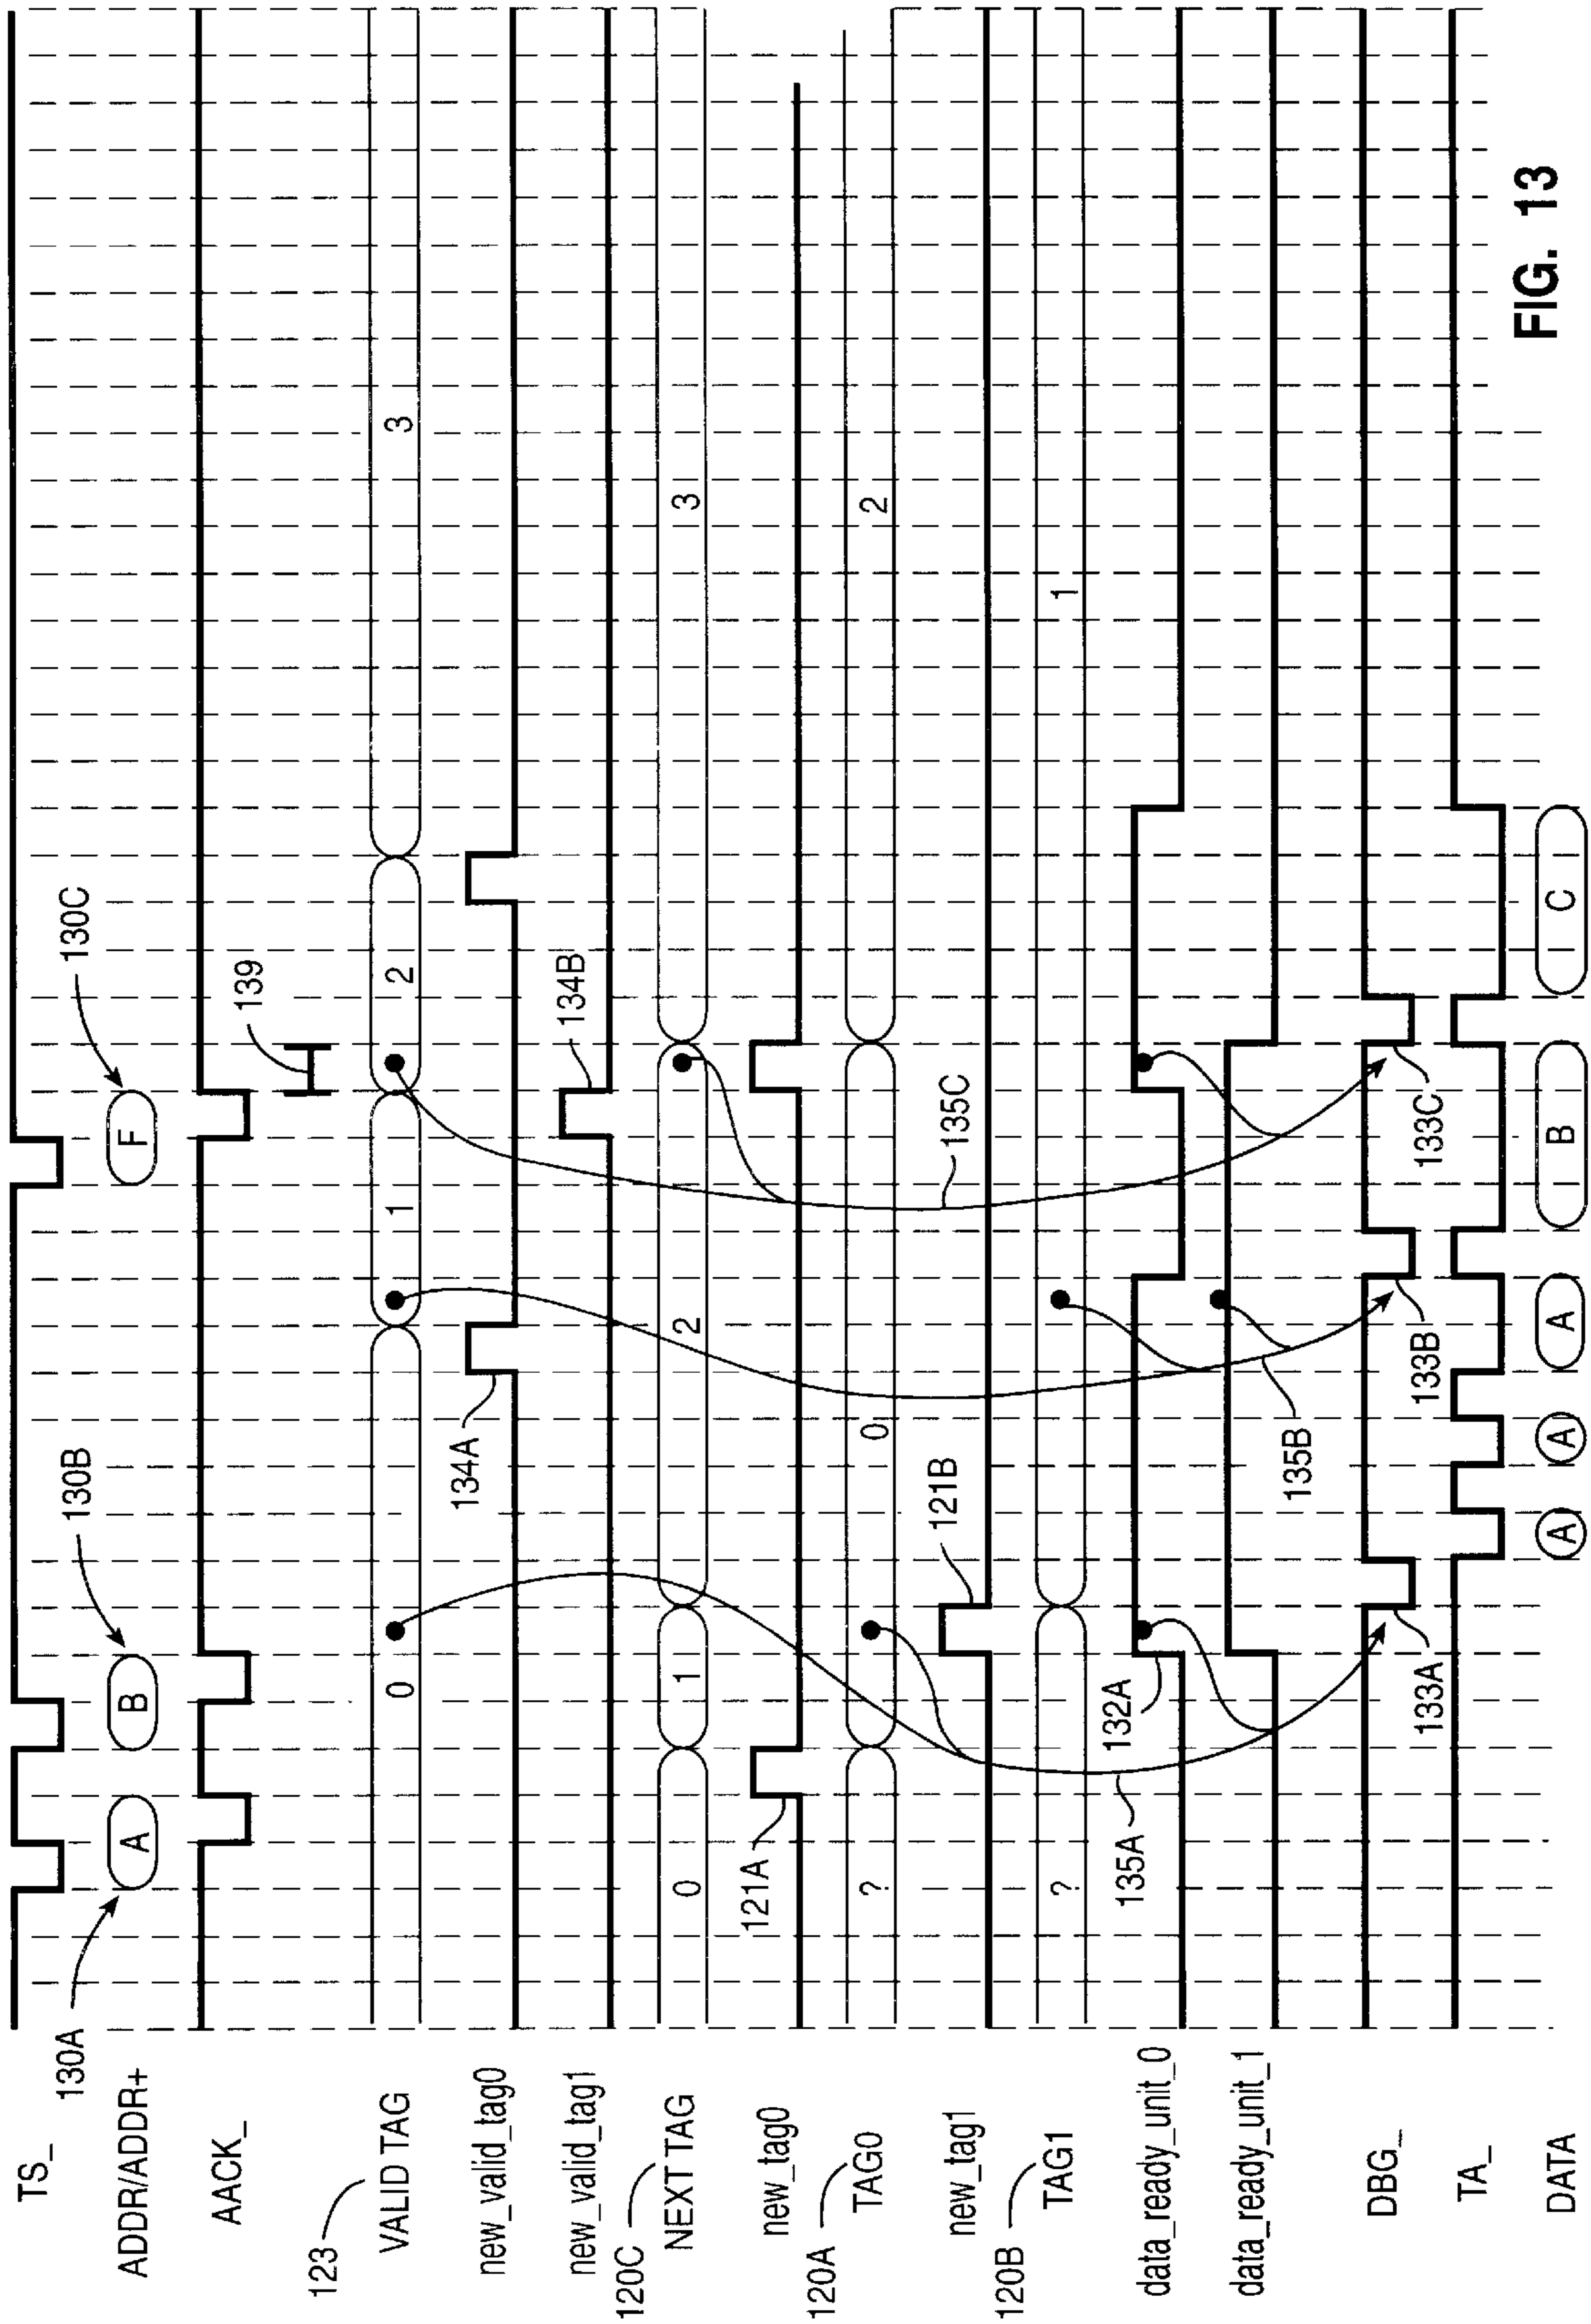 TS_
130A
130B
130C
ADDR/ADDR+
A
B
F
AACK_
139
123
VALID TAG
0
1
2
3
new_valid_tag0
134A
new_valid_tag1
134B
120C
NEXT TAG
0
1
2
3
new_tag0
121A
120A
TAG0
?
0
2
new_tag1
121B
135C
120B
TAG1
?
1
135A
132A
data_ready_unit_0
data_ready_unit_1
135B
DBG_
133A
133B
133C
TA_
DATA
A
A
A
B
C
FIG. 13